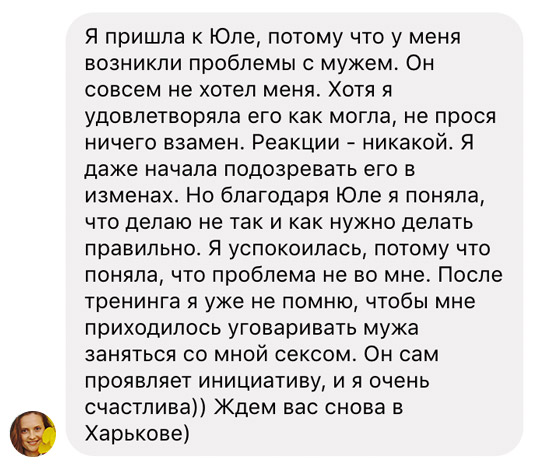 Я пришла к Юле, потому что у меня
возникли проблемы с мужем. Он
совсем не хотел меня. Хотя я
удовлетворяла его как могла, не прося
ничего взамен. Реакции - никакой. Я
даже начала подозревать его в
изменах. Но благодаря Юле я поняла,
что делаю не так и как нужно делать
правильно. Я успокоилась, потому что
поняла, что проблема не во мне. После
тренинга я уже не помню, чтобы мне
приходилось уговаривать мужа
заняться со мной сексом. Он сам
проявляет инициативу, и я очень
счастлива)) Ждем вас снова в
Харькове)